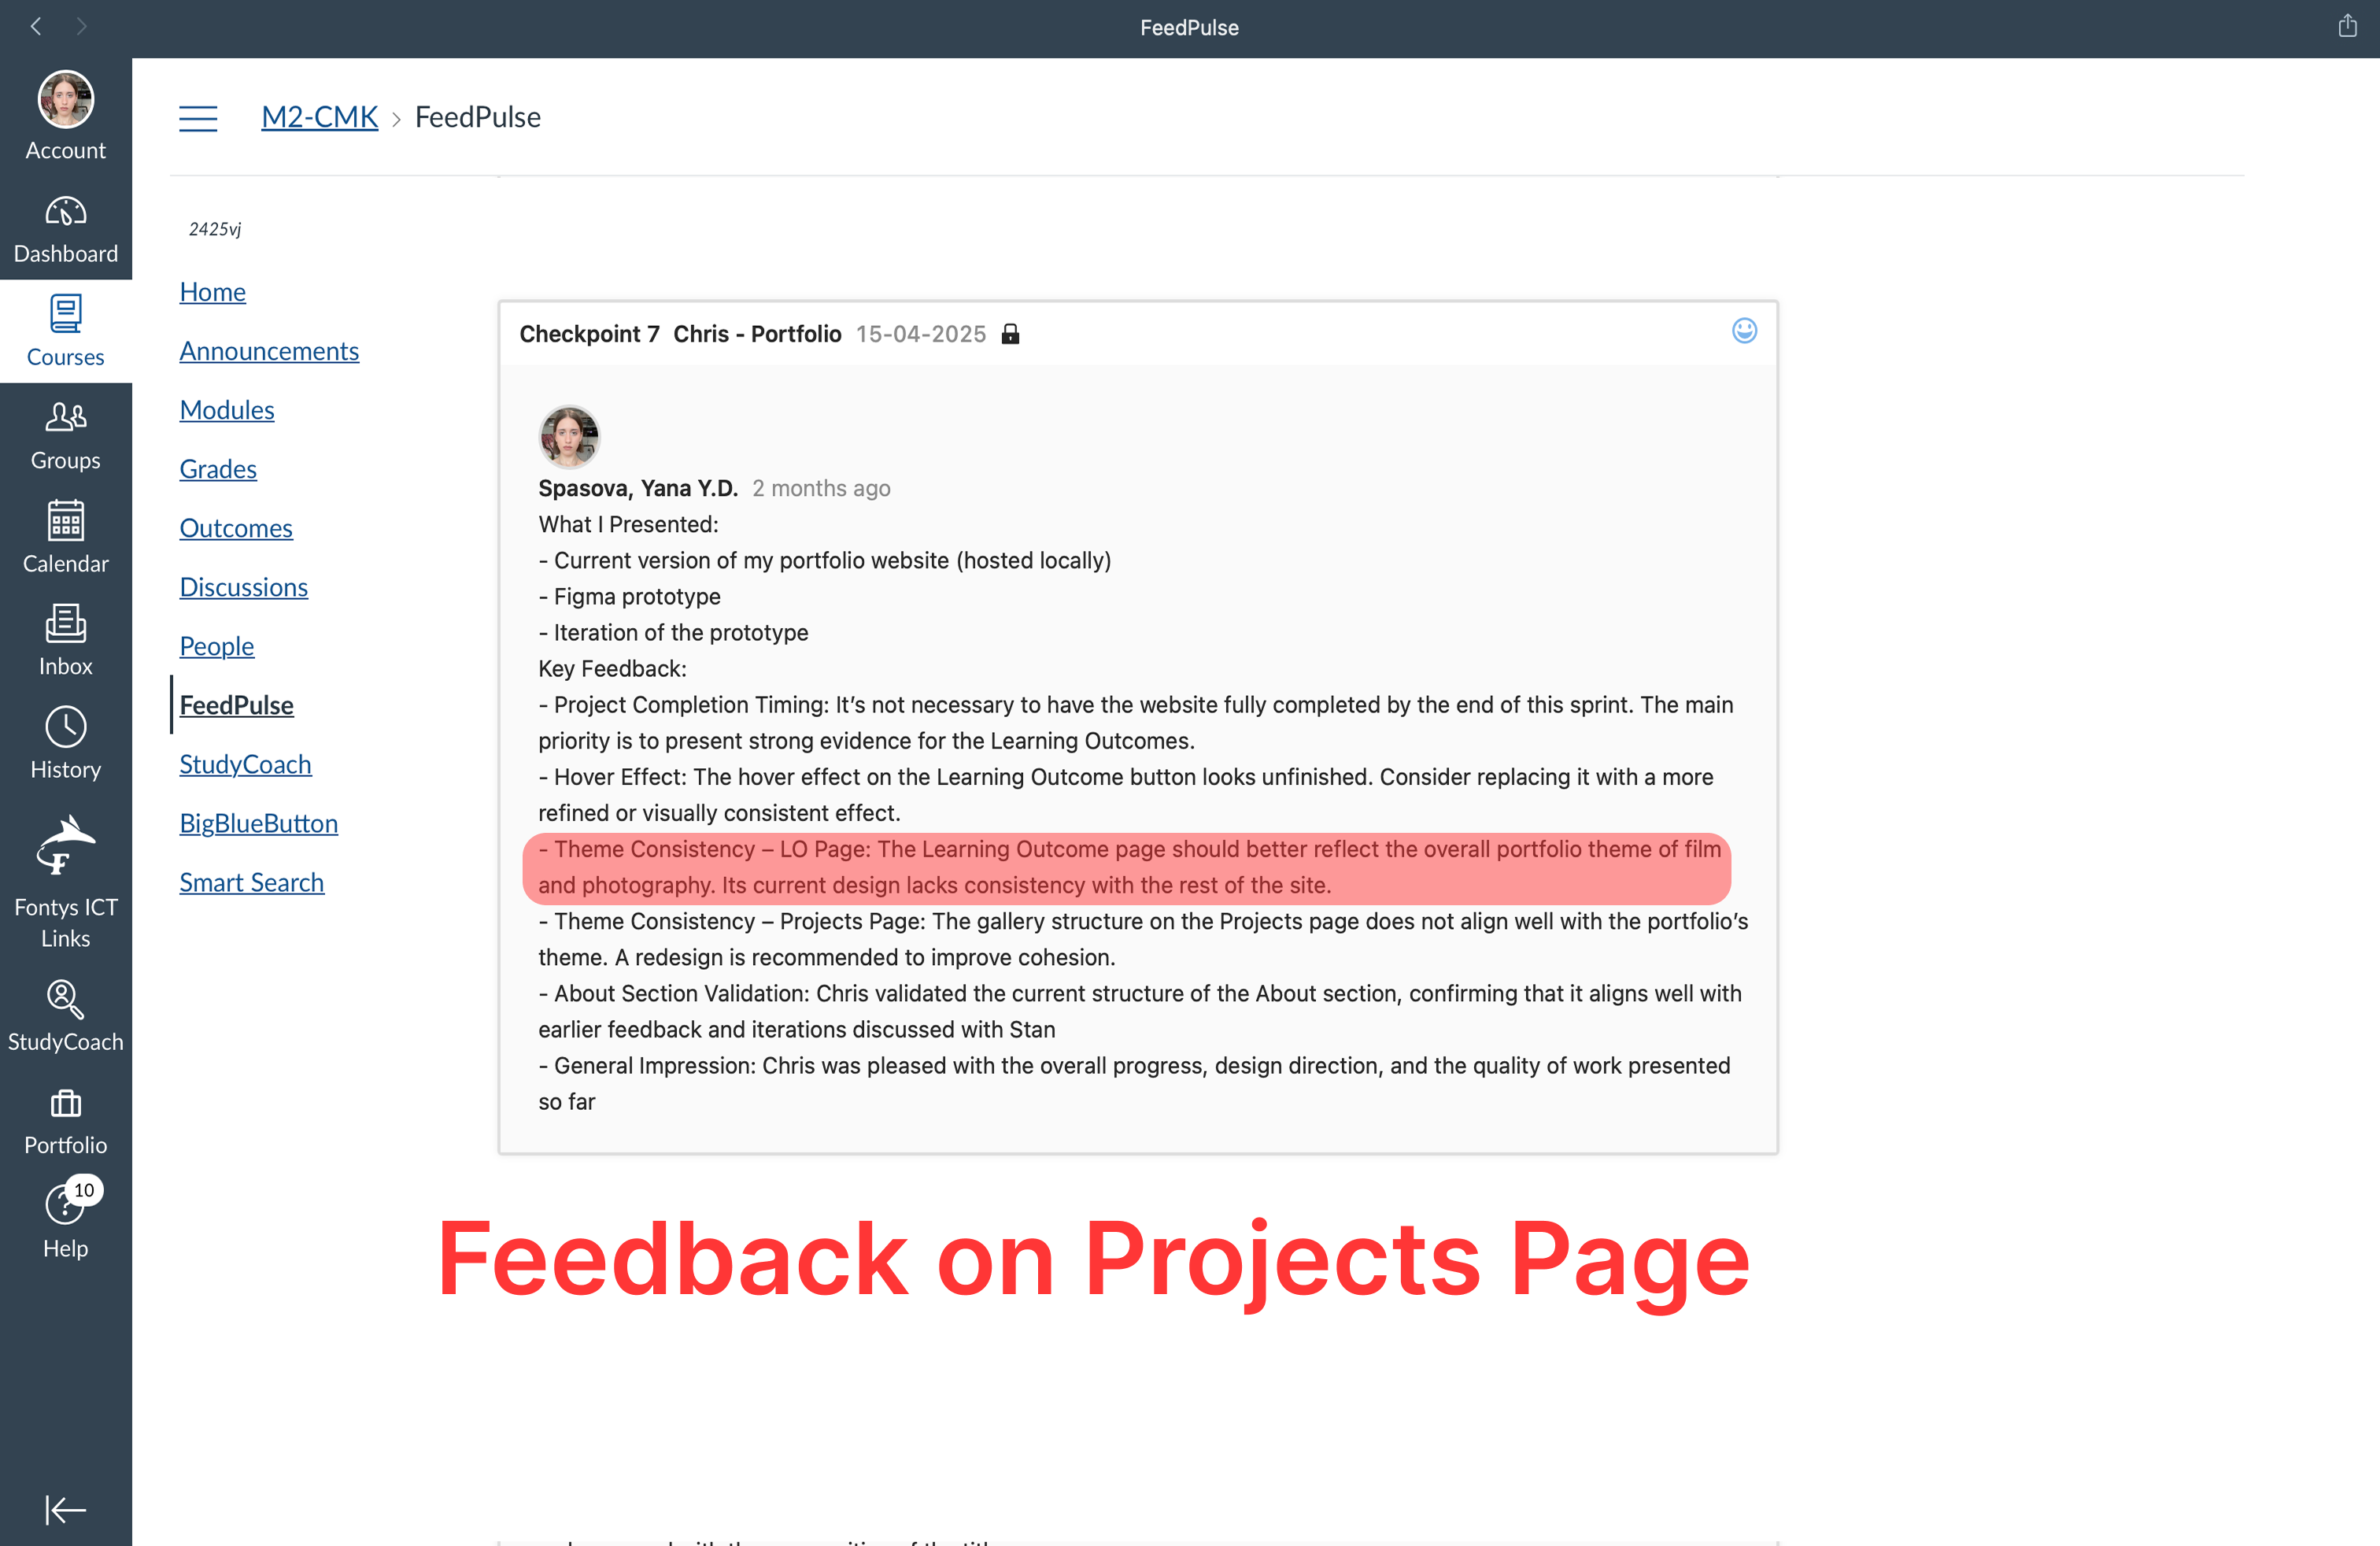 FeedPulse
Account
Dashboard
Courses
Groups
Calendar
Inbox
History
F
Fontys ICT
Links
StudyCoach
Portfolio
10
Help
M2-CMK › FeedPulse
2425vj
Home
Announcements
Modules
Grades
Outcomes
Discussions
People
FeedPulse
StudyCoach
BigBlueButton
Smart Search
Checkpoint 7 Chris - Portfolio 15-04-2025
Spasova, Yana Y.D. 2 months ago
What I Presented:
- Current version of my portfolio website (hosted locally)
- Figma prototype
- Iteration of the prototype
Key Feedback:
- Project Completion Timing: It’s not necessary to have the website fully completed by the end of this sprint. The main
priority is to present strong evidence for the Learning Outcomes.
- Hover Effect: The hover effect on the Learning Outcome button looks unfinished. Consider replacing it with a more
refined or visually consistent effect.
- Theme Consistency – LO Page: The Learning Outcome page should better reflect the overall portfolio theme of film
and photography. Its current design lacks consistency with the rest of the site.
- Theme Consistency – Projects Page: The gallery structure on the Projects page does not align well with the portfolio’s
theme. A redesign is recommended to improve cohesion.
- About Section Validation: Chris validated the current structure of the About section, confirming that it aligns well with
earlier feedback and iterations discussed with Stan
- General Impression: Chris was pleased with the overall progress, design direction, and the quality of work presented
so far
Feedback on Projects Page